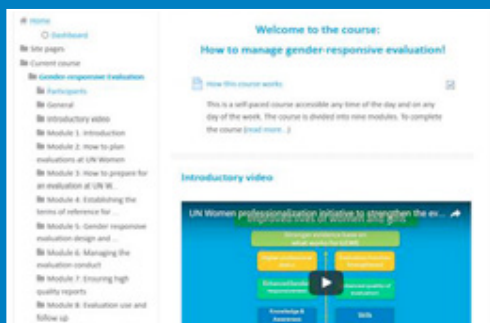 Home
Dashboard
Site pages
Current course
Gender-responsive Evaluation
Participants
General
Introductory video
Module 1: Introduction
Module 2: How to plan
evaluations at UN Women
Module 3: How to prepare for
an evaluation at UN W...
Module 4: Establishing the
terms of reference for ...
Module 5: Gender responsive
evaluation design and ...
Module 6: Managing the
evaluation conduct
Module 7: Ensuring high
quality reports
Module 8: Evaluation use and
follow up
Welcome to the course:
How to manage gender-responsive evaluation!
How this course works
This is a self-paced course accessible any time of the day and on any
day of the week. The course is divided into nine modules. To complete
the course (read more...)
Introductory video
UN Women professionalization initiative to strengthen the ev...
Improved lives of women and girls
Stronger evidence base on
what works for GEWE
Knowledge &
Awareness
Skills